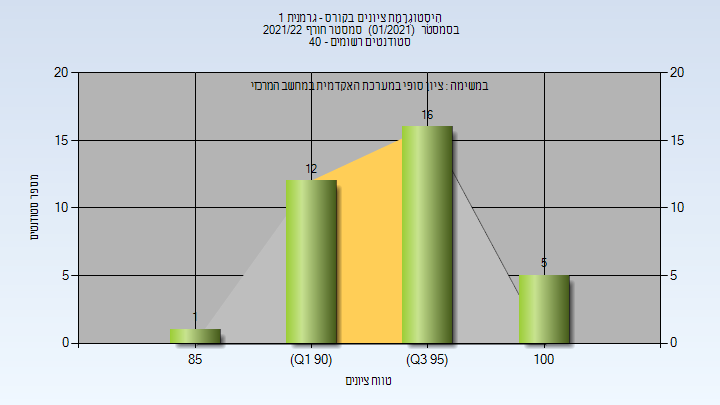 היסטוגרמת ציונים בקורס - גרמנית 1
בסמסטר (01/2021) סמסטר חורף 2021/22
סטודנטים רשומים - 40
במשימה : ציון סופי במערכת האקדמית במחשב המרכזי
20
20
16
15
15
12
10
10
5
5
5
1
0
0
85
(Q1 90)
(Q3 95)
100
מספר סטודנטים
טווח ציונים